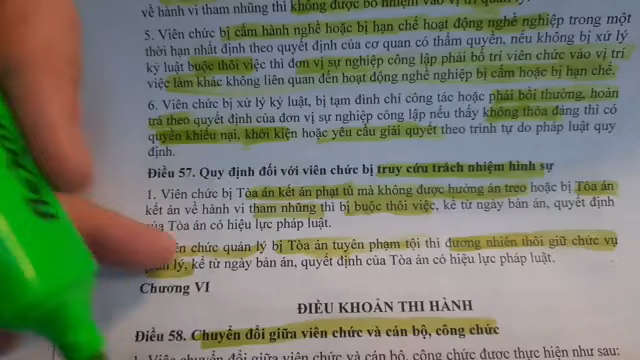 về hành vi tham nhũng thì không được bổ nhiệm vào vị trí quản lý.
5. Viên chức bị cấm hành nghề hoặc bị hạn chế hoạt động nghề nghiệp trong một
thời hạn nhất định theo quyết định của cơ quan có thẩm quyền, nếu không bị xử lý
kỷ luật buộc thôi việc thì đơn vị sự nghiệp công lập phải bố trí viên chức vào vị trí
việc làm khác không liên quan đến hoạt động nghề nghiệp bị cấm hoặc bị hạn chế.
6. Viên chức bị xử lý kỷ luật, bị tạm đình chỉ công tác hoặc phải bồi thường, hoàn
trả theo quyết định của đơn vị sự nghiệp công lập nếu thấy không thỏa đáng thì có
quyền khiếu nại, khởi kiện hoặc yêu cầu giải quyết theo trình tự do pháp luật quy
định.
Điều 57. Quy định đối với viên chức bị truy cứu trách nhiệm hình sự
1. Viên chức bị Tòa án kết án phạt tù mà không được hưởng án treo hoặc bị Tòa án
kết án về hành vi tham nhũng thì bị buộc thôi việc, kể từ ngày bản án, quyết định
của Tòa án có hiệu lực pháp luật.
chức quản lý bị Tòa án tuyên phạm tội thì đương nhiên thôi giữ chức vụ
lý, kể từ ngày bản án, quyết định của Tòa án có hiệu lực pháp luật.
Chương VI
ĐIỀU KHOẢN THI HÀNH
Điều 58. Chuyển đổi giữa viên chức và cán bộ, công chức
1. Viên chuyển đổi giữa viên chức và cán bộ, công chức được thực hiện như sau: